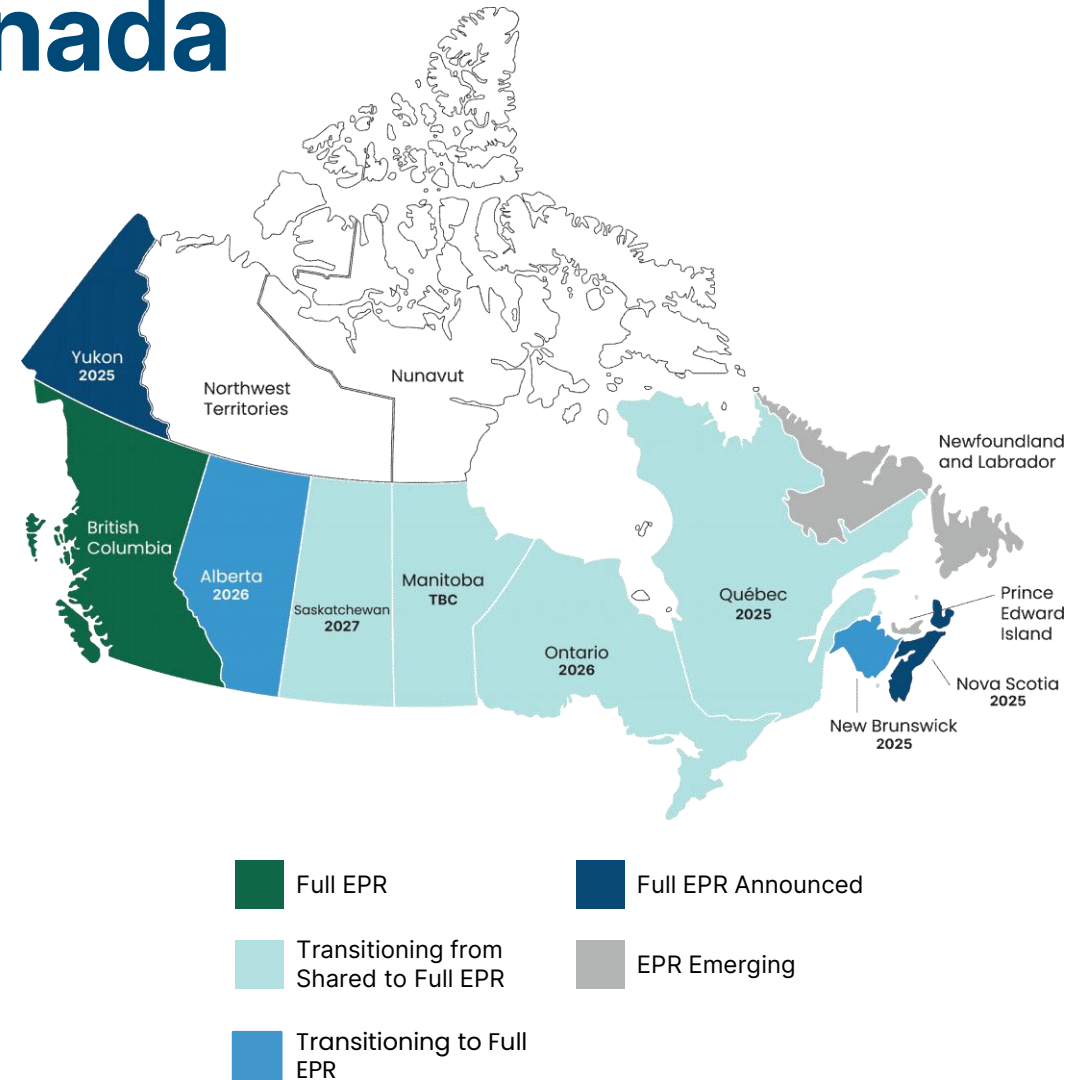 nada
Yukon
2025
Northwest
Territories
Nunavut
Newfoundland
and Labrador
British
Columbia
Alberta
2026
Saskatchewan
2027
Manitoba
TBC
Ontario
2026
Québec
2025
Prince
Edward
Island
Nova Scotia
2025
New Brunswick
2025
Full EPR
Full EPR Announced
Transitioning from
Shared to Full EPR
EPR Emerging
Transitioning to Full
EPR